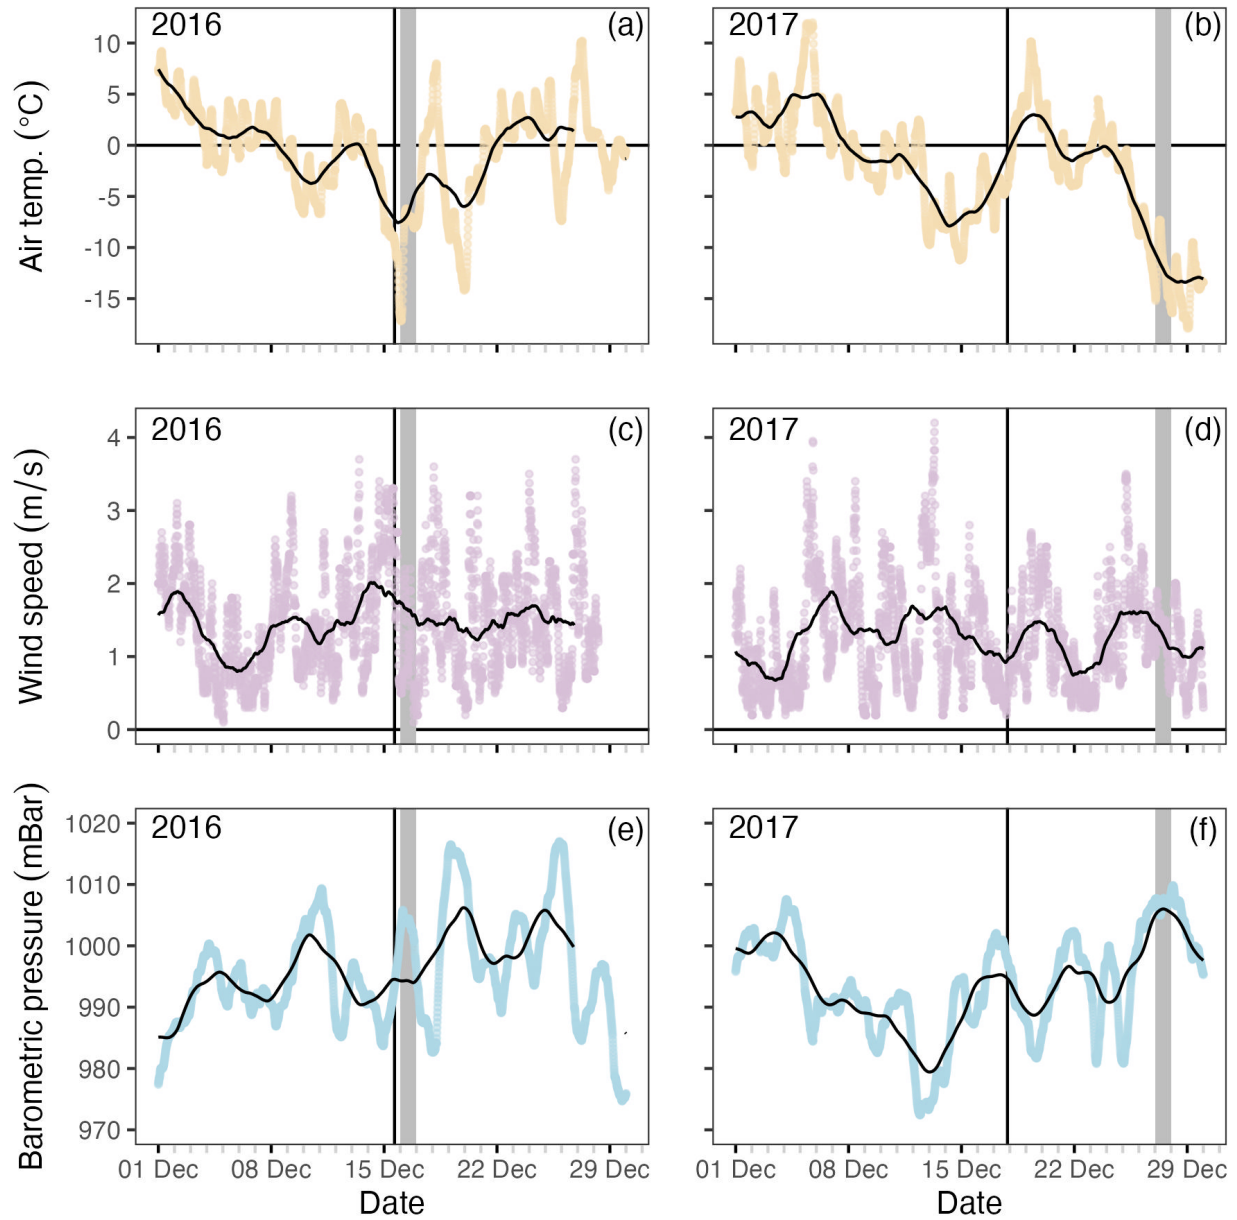 2016 (a) 2017 (b)
Air temp. (°C)
10
5
0
-5
-10
-15
2016 (c) 2017 (d)
Wind speed (m/s)
4
3
2
1
0
2016 (e) 2017 (f)
Barometric pressure (mBar)
1020
1010
1000
990
980
970
01 Dec 08 Dec 15 Dec 22 Dec 29 Dec 01 Dec 08 Dec 15 Dec 22 Dec 29 Dec
Date Date